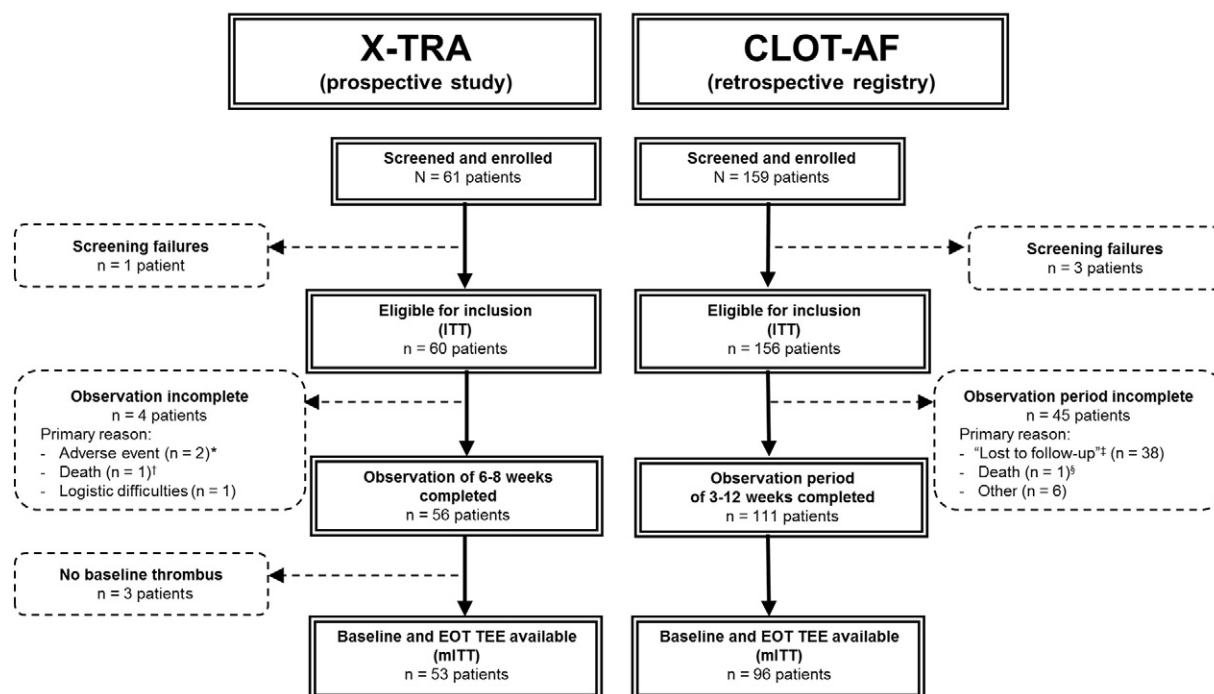 X-TRA
(prospective study)
CLOT-AF
(retrospective registry)
Screened and enrolled
N = 61 patients
Screened and enrolled
N = 159 patients
Screening failures
n = 1 patient
Screening failures
n = 3 patients
Eligible for inclusion
(ITT)
n = 60 patients
Eligible for inclusion
(ITT)
n = 156 patients
Observation incomplete
n = 4 patients
Primary reason:
- Adverse event (n = 2)*
- Death (n = 1)†
- Logistic difficulties (n = 1)
Observation period incomplete
n = 45 patients
Primary reason:
- “Lost to follow-up”‡ (n = 38)
- Death (n = 1)§
- Other (n = 6)
Observation of 6-8 weeks
completed
n = 56 patients
Observation period
of 3-12 weeks completed
n = 111 patients
No baseline thrombus
n = 3 patients
Baseline and EOT TEE available
(mITT)
n = 53 patients
Baseline and EOT TEE available
(mITT)
n = 96 patients